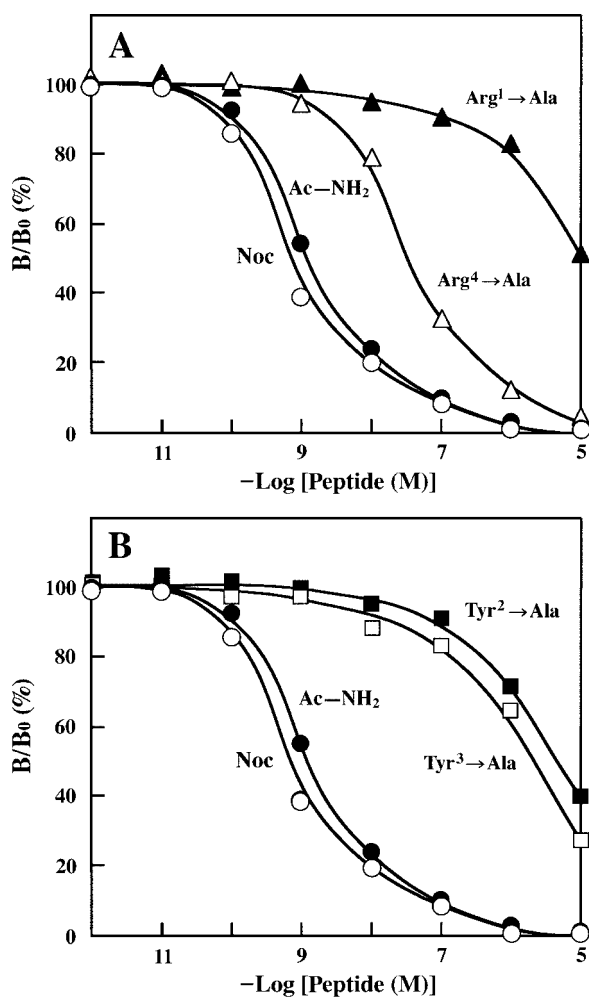 A
100
80
60
40
20
0
B/B₀ (%)
Arg¹→Ala
Ac–NH₂
Noc
Arg⁴→Ala
11 9 7 5
–Log [Peptide (M)]
B
100
80
60
40
20
0
B/B₀ (%)
Tyr²→Ala
Ac–NH₂
Noc
Tyr³→Ala
11 9 7 5
–Log [Peptide (M)]